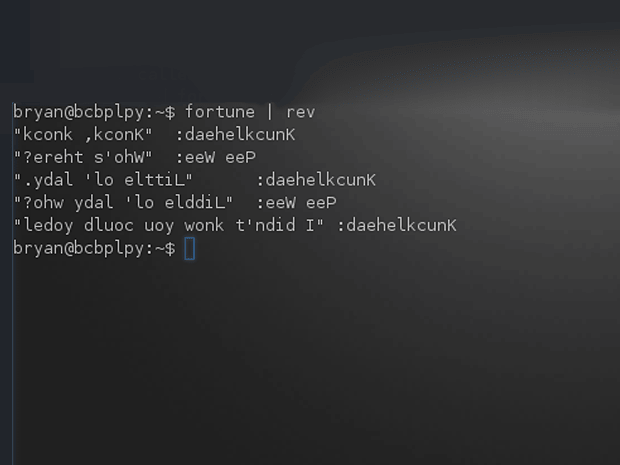 bryan@bcbplpy:~$ fortune | rev
"kconk ,kconK"  :daehelkcunK
"?ereht s'ohW"  :eeW eeP
".ydal 'lo elttiL"      :daehelkcunK
"?ohw ydal 'lo elddiL"  :eeW eeP
"ledoy dluoc uoy wonk t'ndid I" :daehelkcunK
bryan@bcbplpy:~$